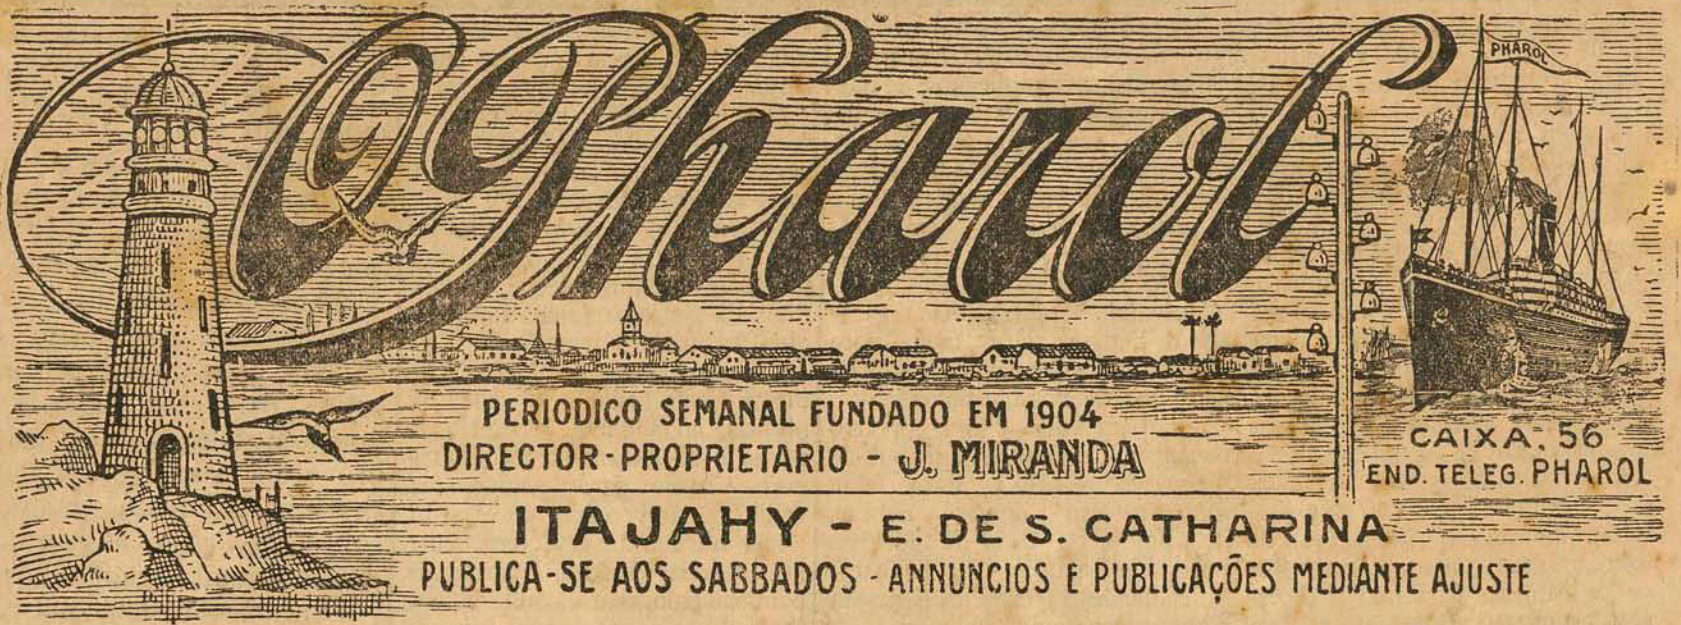 O Pharol
PHAROL
PERIODICO SEMANAL FUNDADO EM 1904
DIRECTOR-PROPRIETARIO - J. MIRANDA
CAIXA, 56
END. TELEG. PHAROL
ITAJAHY - E. DE S. CATHARINA
PUBLICA-SE AOS SABBADOS - ANNUNCIOS E PUBLICAÇÕES MEDIANTE AJUSTE